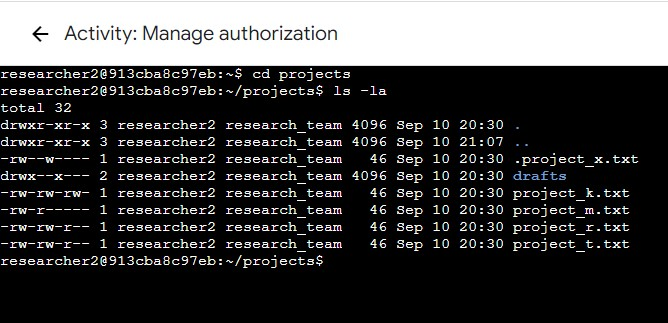 ← Activity: Manage authorization
researcher2@913cba8c97eb:~$ cd projects
researcher2@913cba8c97eb:~/projects$ ls -la
total 32
drwxr-xr-x 3 researcher2 research_team 4096 Sep 10 20:30 .
drwxr-xr-x 3 researcher2 research_team 4096 Sep 10 21:07 ..
-rw--w---- 1 researcher2 research_team   46 Sep 10 20:30 .project_x.txt
drwx--x--- 2 researcher2 research_team 4096 Sep 10 20:30 drafts
-rw-rw-rw- 1 researcher2 research_team   46 Sep 10 20:30 project_k.txt
-rw-r----- 1 researcher2 research_team   46 Sep 10 20:30 project_m.txt
-rw-rw-r-- 1 researcher2 research_team   46 Sep 10 20:30 project_r.txt
-rw-rw-r-- 1 researcher2 research_team   46 Sep 10 20:30 project_t.txt
researcher2@913cba8c97eb:~/projects$